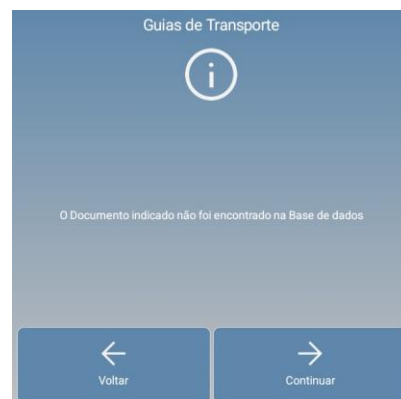 Guias de Transporte
i
O Documento indicado não foi encontrado na Base de dados
Voltar
Continuar